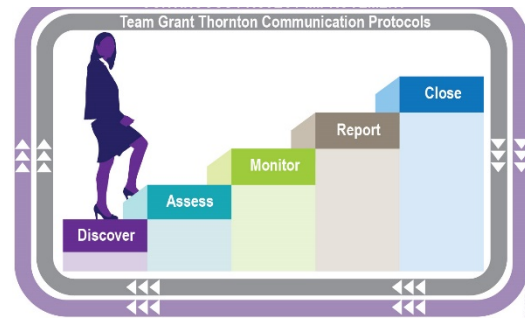 Team Grant Thornton Communication Protocols
Close
Report
Monitor
Assess
Discover